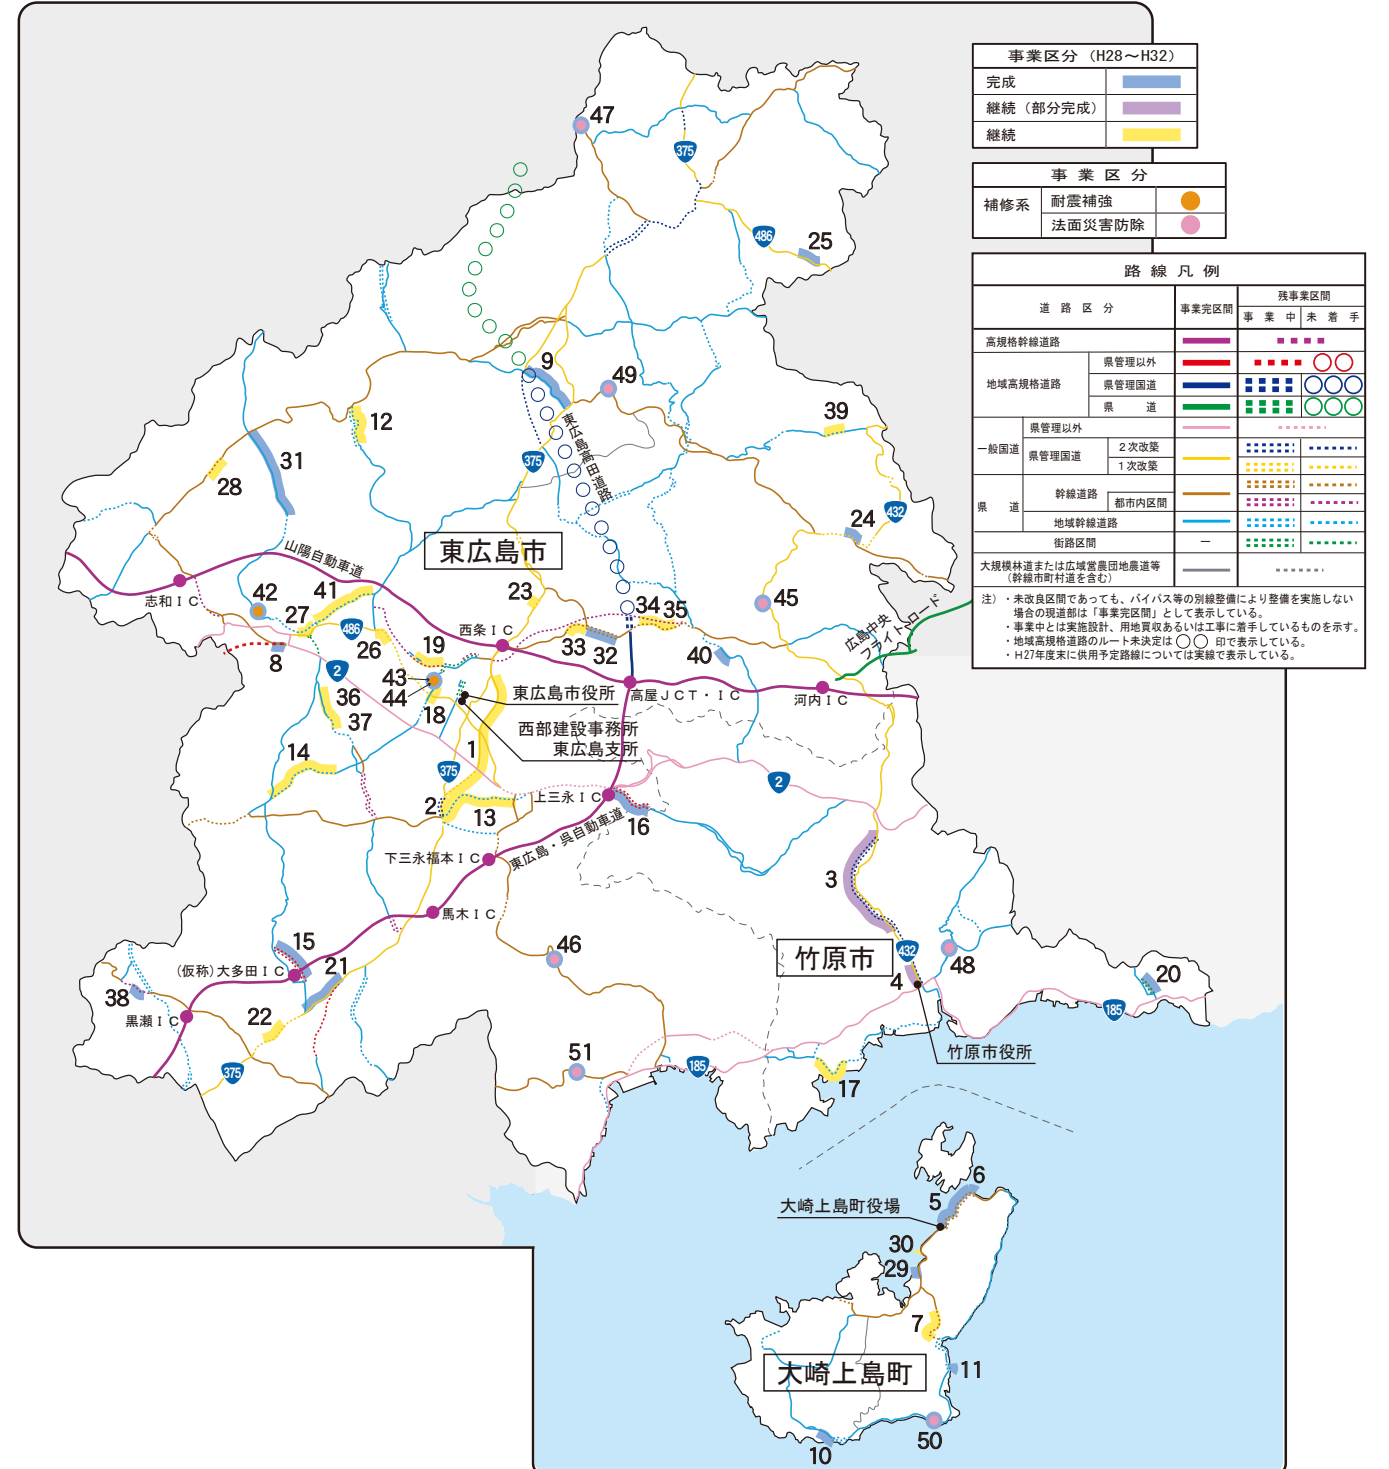 事業区分（H28～H32）
完成
継続（部分完成）
継続
事業区分
補修系
耐震補強
法面災害防除
路線凡例
道路区分
事業完区間
残事業区間
事業中
未着手
高規格幹線道路
地域高規格道路
県管理以外
県管理国道
県道
一般国道
県管理以外
県管理国道
２次改築
１次改築
県道
幹線道路
都市内区間
地域幹線道路
街路区間
－
大規模林道または広域営農団地農道等
（幹線市町村道を含む）
注）・未改良区間であっても、バイパス等の別線整備により整備を実施しない
場合の現道部は「事業完区間」として表示している。
・事業中とは実施設計、用地買収あるいは工事に着手しているものを示す。
・地域高規格道路のルート未決定は○○ 印で表示している。
・H27年度末に供用予定路線については実線で表示している。
47
375
486
25
9
49
12
39
東広島高田道路
31
28
375
432
24
東広島市
山陽自動車道
志和ＩＣ
42
41
27
486
26
23
西条ＩＣ
34
35
45
広島中央
フライトロード
33
32
19
8
2
43
44
18
40
36
37
東広島市役所
高屋ＪＣＴ・ＩＣ
河内ＩＣ
西部建設事務所
東広島支所
1
14
375
2
2
13
上三永ＩＣ
16
東広島・呉自動車道
下三永福本ＩＣ
3
馬木ＩＣ
15
46
竹原市
432
48
（仮称）大多田ＩＣ
21
4
20
38
黒瀬ＩＣ
22
185
竹原市役所
375
51
185
17
6
5
大崎上島町役場
30
29
7
大崎上島町
11
50
10